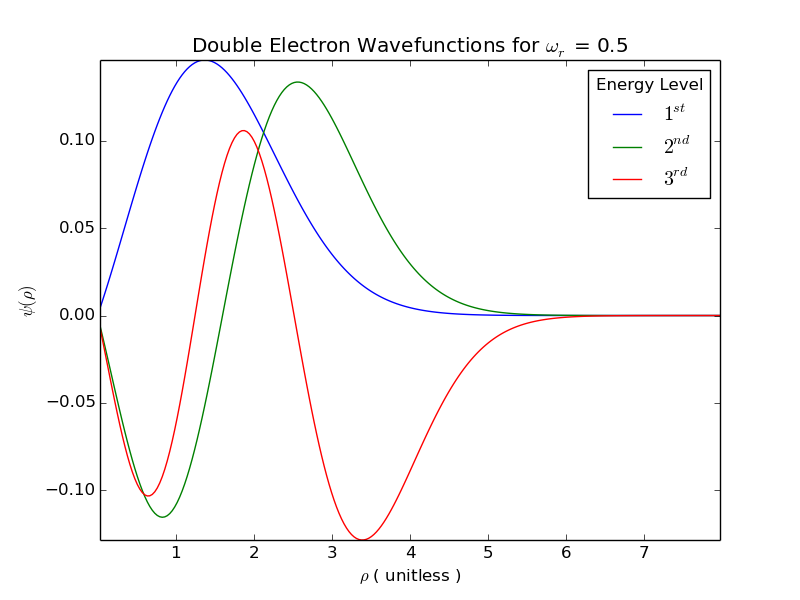 Double Electron Wavefunctions for ω_r = 0.5
Energy Level
1^{st}
2^{nd}
3^{rd}
0.10
0.05
0.00
−0.05
−0.10
ψ(ρ)
1 2 3 4 5 6 7
ρ ( unitless )